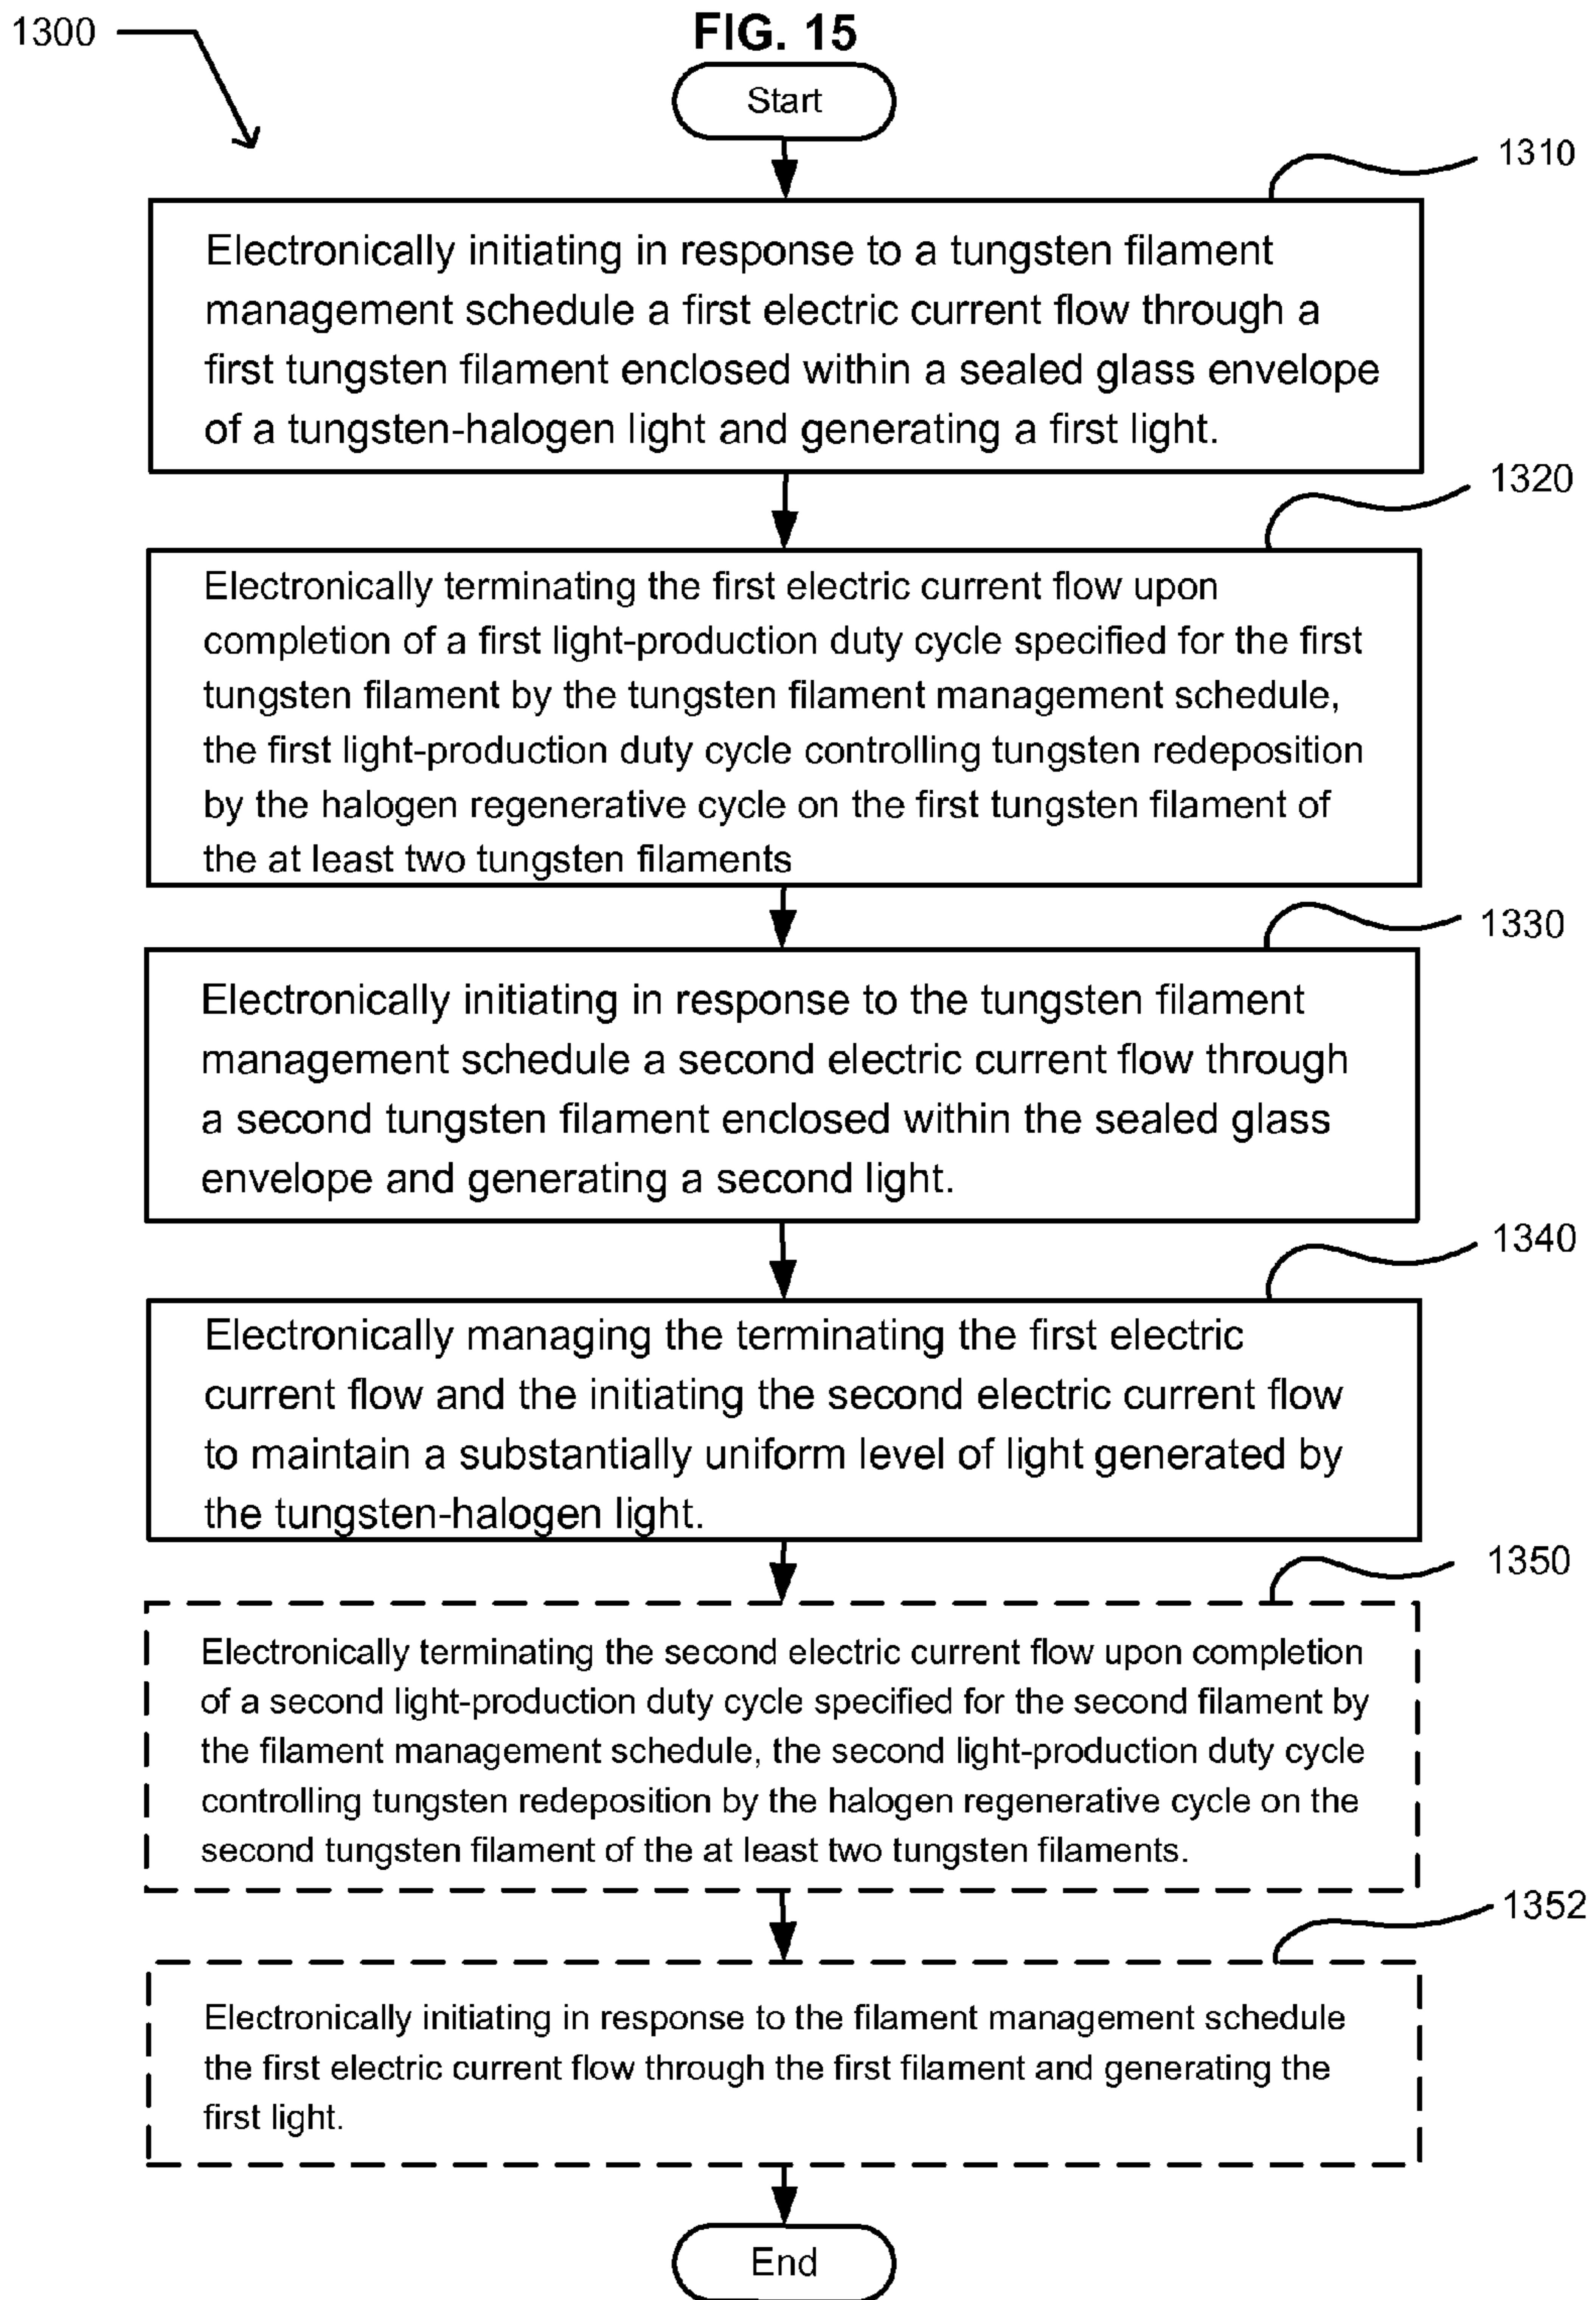 1300
FIG. 15
Start
1310
Electronically initiating in response to a tungsten filament
management schedule a first electric current flow through a
first tungsten filament enclosed within a sealed glass envelope
of a tungsten-halogen light and generating a first light.
1320
Electronically terminating the first electric current flow upon
completion of a first light-production duty cycle specified for the first
tungsten filament by the tungsten filament management schedule,
the first light-production duty cycle controlling tungsten redeposition
by the halogen regenerative cycle on the first tungsten filament of
the at least two tungsten filaments
1330
Electronically initiating in response to the tungsten filament
management schedule a second electric current flow through
a second tungsten filament enclosed within the sealed glass
envelope and generating a second light.
1340
Electronically managing the terminating the first electric
current flow and the initiating the second electric current flow
to maintain a substantially uniform level of light generated by
the tungsten-halogen light.
1350
Electronically terminating the second electric current flow upon completion
of a second light-production duty cycle specified for the second filament by
the filament management schedule, the second light-production duty cycle
controlling tungsten redeposition by the halogen regenerative cycle on the
second tungsten filament of the at least two tungsten filaments.
1352
Electronically initiating in response to the filament management schedule
the first electric current flow through the first filament and generating the
first light.
End